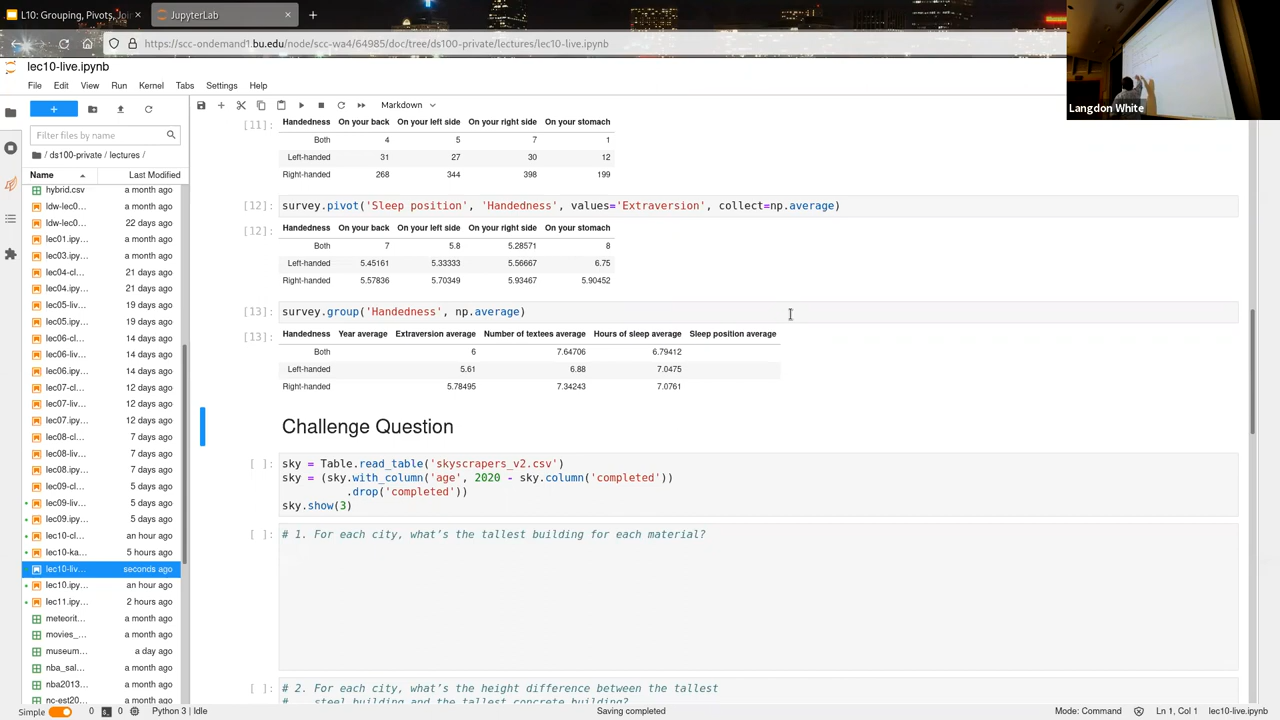 L10: Grouping, Pivots, Join
JupyterLab
https://scc-ondemand1.bu.edu/node/scc-wa4/64985/doc/tree/ds100-private/lectures/lec10-live.ipynb
Langdon White
lec10-live.ipynb
File Edit View Run Kernel Tabs Settings Help
Markdown
Filter files by name
/ ds100-private / lectures /
Name Last Modified
hybrid.csv a month ago
ldw-lec0... a month ago
ldw-lec0... 22 days ago
lec01.ipy... a month ago
lec03.ipy... a month ago
lec04-cl... 21 days ago
lec04.ipy... 21 days ago
lec05-liv... 19 days ago
lec05.ipy... 19 days ago
lec06-cl... 14 days ago
lec06-liv... 14 days ago
lec06.ipy... 14 days ago
lec07-cl... 12 days ago
lec07-liv... 12 days ago
lec07.ipy... 12 days ago
lec08-cl... 7 days ago
lec08-liv... 7 days ago
lec08.ipy... 7 days ago
lec09-cl... 5 days ago
lec09-liv... 5 days ago
lec09.ipy... 5 days ago
lec10-cl... an hour ago
lec10-ka... 5 hours ago
lec10-liv... seconds ago
lec10.ipy... an hour ago
lec11.ipy... 2 hours ago
meteorit... a month ago
movies_... a month ago
museum... a day ago
nba_sal... a month ago
nba2013... a month ago
nc-est20... a month ago
[11]: Handedness On your back On your left side On your right side On your stomach
Both 4 5 7 1
Left-handed 31 27 30 12
Right-handed 268 344 398 199
[12]: survey.pivot('Sleep position', 'Handedness', values='Extraversion', collect=np.average)
[12]: Handedness On your back On your left side On your right side On your stomach
Both 7 5.8 5.28571 8
Left-handed 5.45161 5.33333 5.56667 6.75
Right-handed 5.57836 5.70349 5.93467 5.90452
[13]: survey.group('Handedness', np.average)
[13]: Handedness Year average Extraversion average Number of textees average Hours of sleep average Sleep position average
Both 6 7.64706 6.79412
Left-handed 5.61 6.88 7.0475
Right-handed 5.78495 7.34243 7.0761
Challenge Question
[ ]: sky = Table.read_table('skyscrapers_v2.csv')
sky = (sky.with_column('age', 2020 - sky.column('completed'))
.drop('completed'))
sky.show(3)
[ ]: # 1. For each city, what's the tallest building for each material?
[ ]: # 2. For each city, what's the height difference between the tallest
# steel building and the tallest concrete building?
Simple 0 0 Python 3 | Idle Saving completed Mode: Command Ln 1, Col 1 lec10-live.ipynb